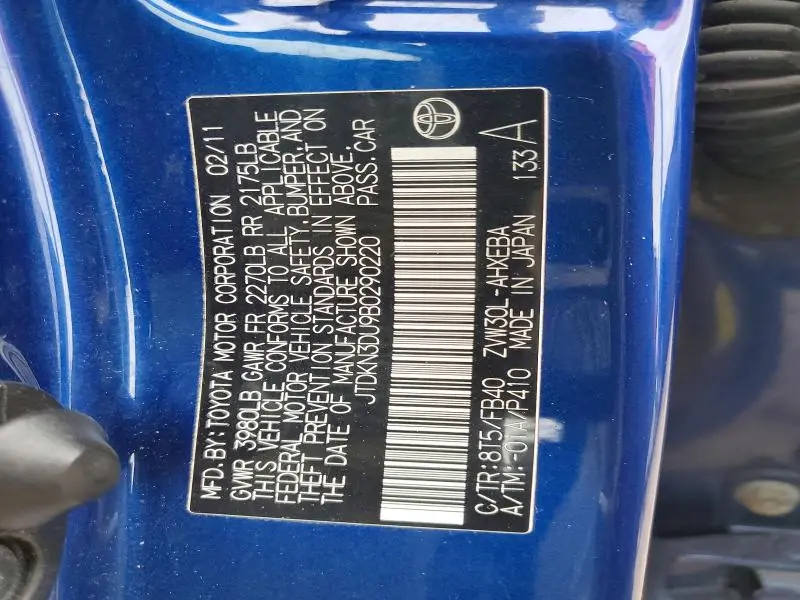 MFD. BY: TOYOTA MOTOR CORPORATION 02/11
GVWR 3980LB GAWR FR 2270LB RR 2175LB
THIS VEHICLE CONFORMS TO ALL APPLICABLE
FEDERAL MOTOR VEHICLE SAFETY, BUMPER, AND
THEFT PREVENTION STANDARDS IN EFFECT ON
THE DATE OF MANUFACTURE SHOWN ABOVE.
JTDKN3DU9B0290220 PASS. CAR
C/TR: 8T5/FB40 ZVW30L-AHXEBA 133 A
A/TM: -01A/P410 MADE IN JAPAN